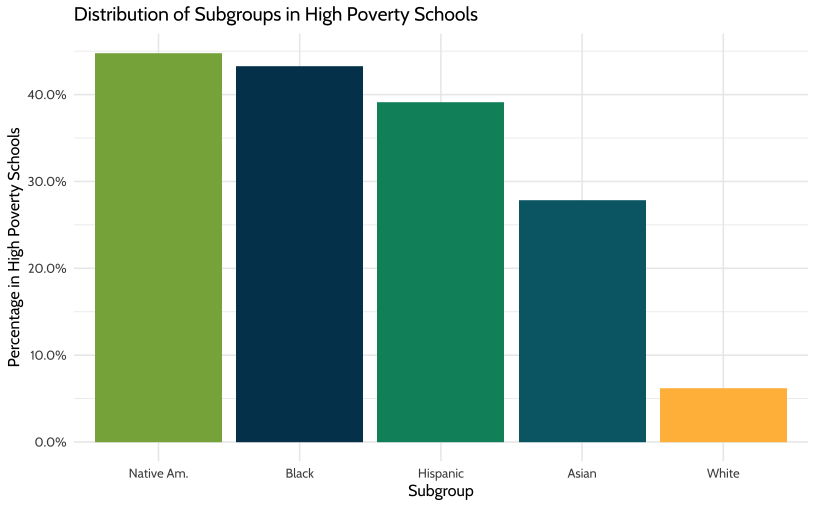 Distribution of Subgroups in High Poverty Schools
Percentage in High Poverty Schools
40.0%
30.0%
20.0%
10.0%
0.0%
Native Am. Black Hispanic Asian White
Subgroup